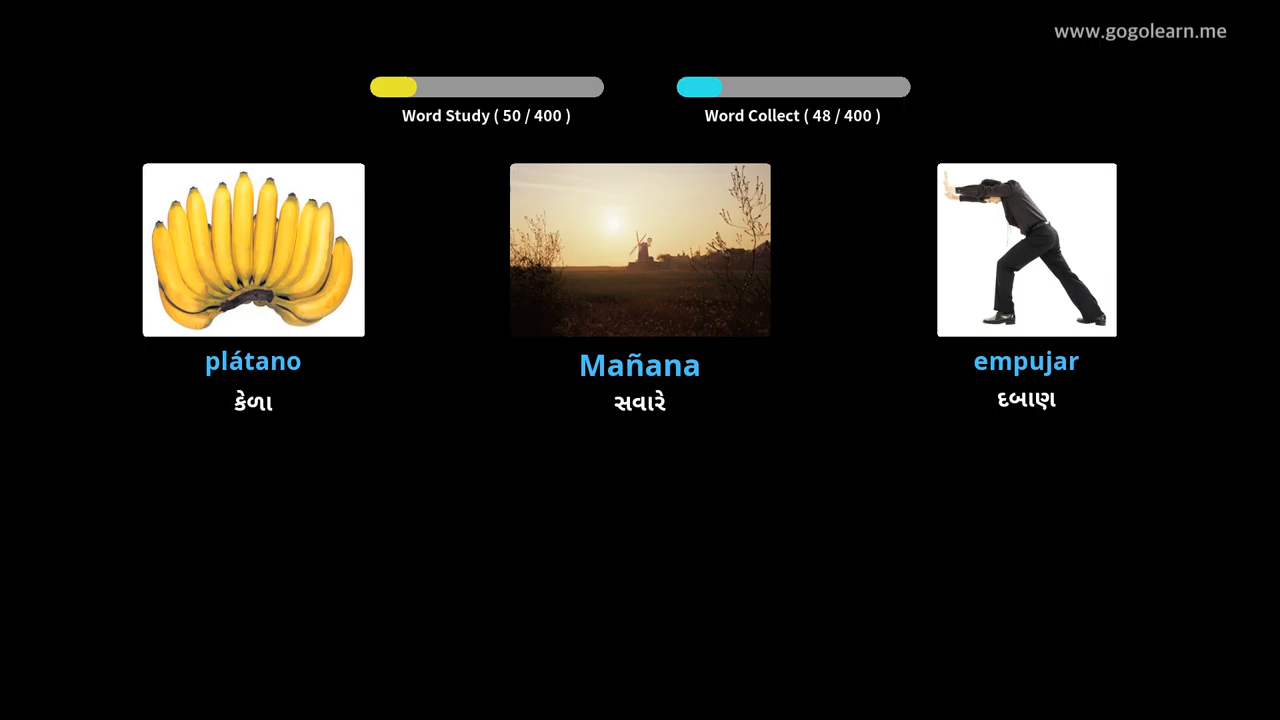 www.gogolearn.me
Word Study ( 50 / 400 )
Word Collect ( 48 / 400 )
plátano
Mañana
empujar
કેળા
સવારે
દબાણ